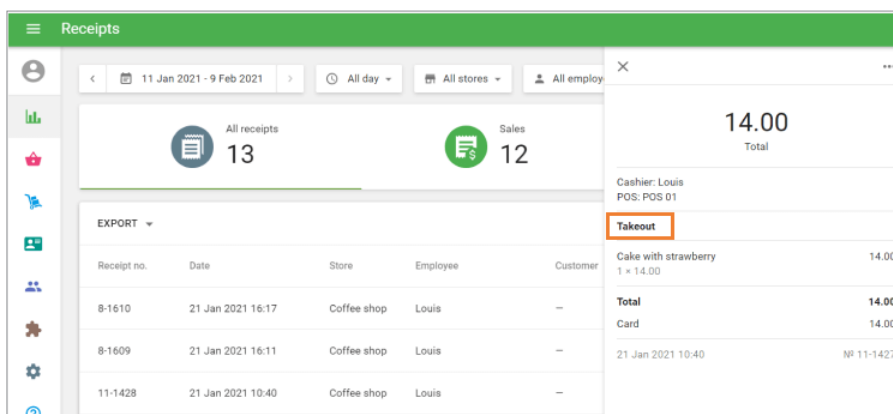 Receipts
11 Jan 2021 - 9 Feb 2021
All day
All stores
All employ
All receipts
13
Sales
12
EXPORT
Receipt no. Date Store Employee Customer
8-1610 21 Jan 2021 16:17 Coffee shop Louis —
8-1609 21 Jan 2021 16:11 Coffee shop Louis —
11-1428 21 Jan 2021 10:40 Coffee shop Louis —
14.00
Total
Cashier: Louis
POS: POS 01
Takeout
Cake with strawberry 14.00
1 × 14.00
Total 14.00
Card 14.00
21 Jan 2021 10:40 № 11-1427